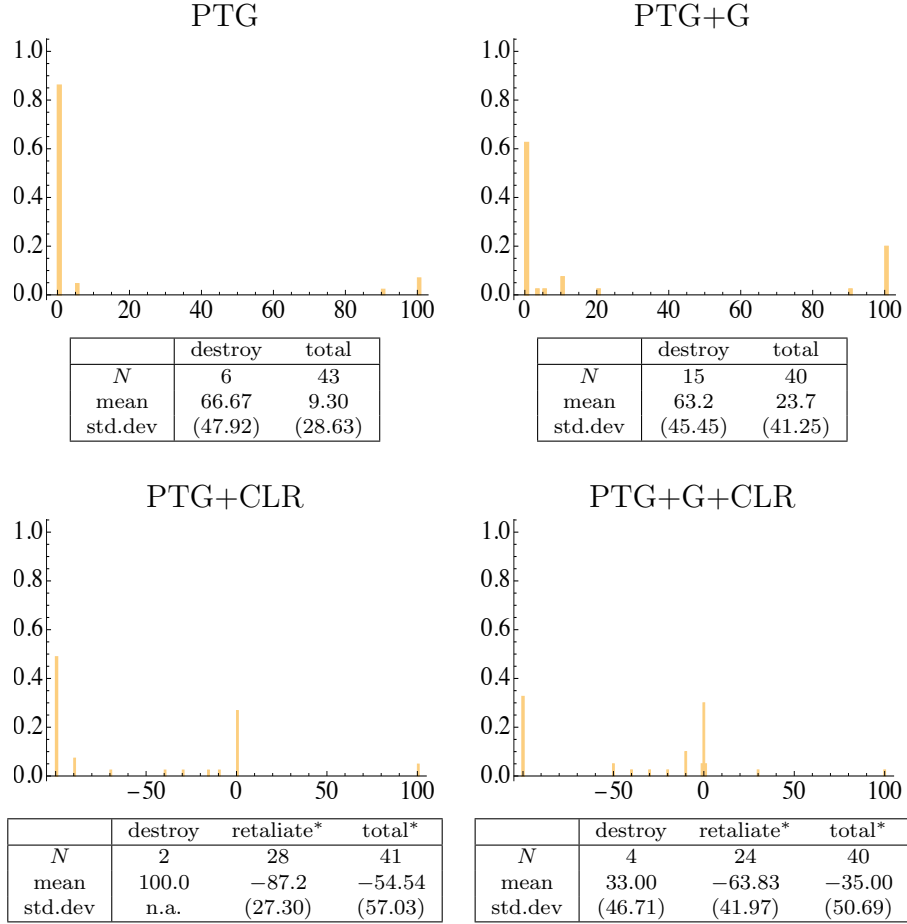 PTG
1.0
0.8
0.6
0.4
0.2
0.0
0 20 40 60 80 100
destroy total
N 6 43
mean 66.67 9.30
std.dev (47.92) (28.63)
PTG+G
1.0
0.8
0.6
0.4
0.2
0.0
0 20 40 60 80 100
destroy total
N 15 40
mean 63.2 23.7
std.dev (45.45) (41.25)
PTG+CLR
1.0
0.8
0.6
0.4
0.2
0.0
−50 0 50 100
destroy retaliate* total*
N 2 28 41
mean 100.0 −87.2 −54.54
std.dev n.a. (27.30) (57.03)
PTG+G+CLR
1.0
0.8
0.6
0.4
0.2
0.0
−50 0 50 100
destroy retaliate* total*
N 4 24 40
mean 33.00 −63.83 −35.00
std.dev (46.71) (41.97) (50.69)